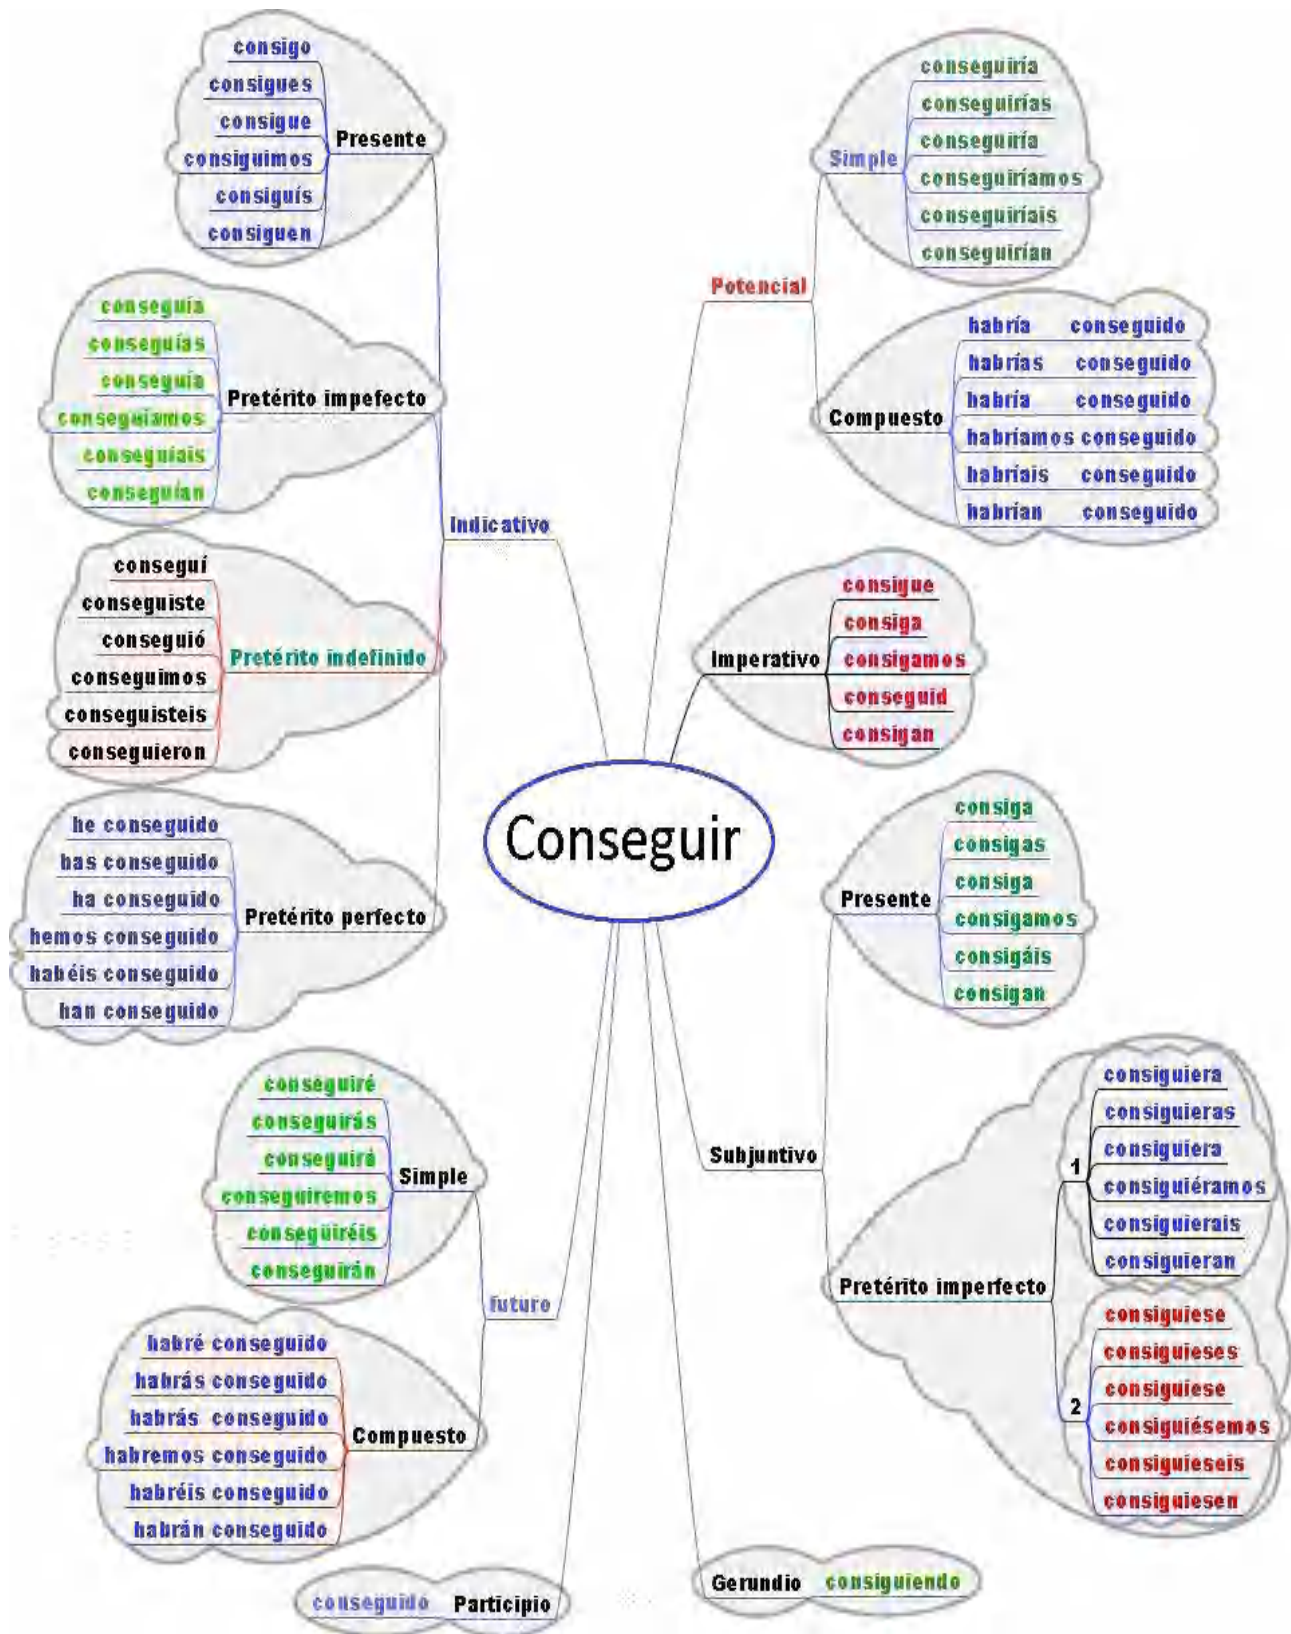 Conseguir
Indicativo
Presente
consigo
consigues
consigue
consiguimos
consiguís
consiguen
Pretérito impefecto
conseguía
conseguías
conseguía
conseguíamos
conseguíais
conseguían
Pretérito indefinido
conseguí
conseguiste
conseguió
conseguimos
conseguisteis
conseguieron
Pretérito perfecto
he conseguido
has conseguido
ha conseguido
hemos conseguido
habéis conseguido
han conseguido
futuro
Simple
conseguiré
conseguirás
conseguirá
conseguiremos
conseguiréis
conseguirán
Compuesto
habré conseguido
habrás conseguido
habrás conseguido
habremos conseguido
habréis conseguido
habrán conseguido
Participio
conseguido
Potencial
Simple
conseguiría
conseguirías
conseguiría
conseguiríamos
conseguiríais
conseguirían
Compuesto
habría conseguido
habrías conseguido
habría conseguido
habríamos conseguido
habríais conseguido
habrían conseguido
Imperativo
consigue
consiga
consigamos
conseguid
consigan
Subjuntivo
Presente
consiga
consigas
consiga
consigamos
consigáis
consigan
Pretérito imperfecto
1
consiguiera
consiguieras
consiguiera
consiguiéramos
consiguierais
consiguieran
2
consiguiese
consiguieses
consiguiese
consiguiésemos
consiguieseis
consiguiesen
Gerundio
consiguiendo